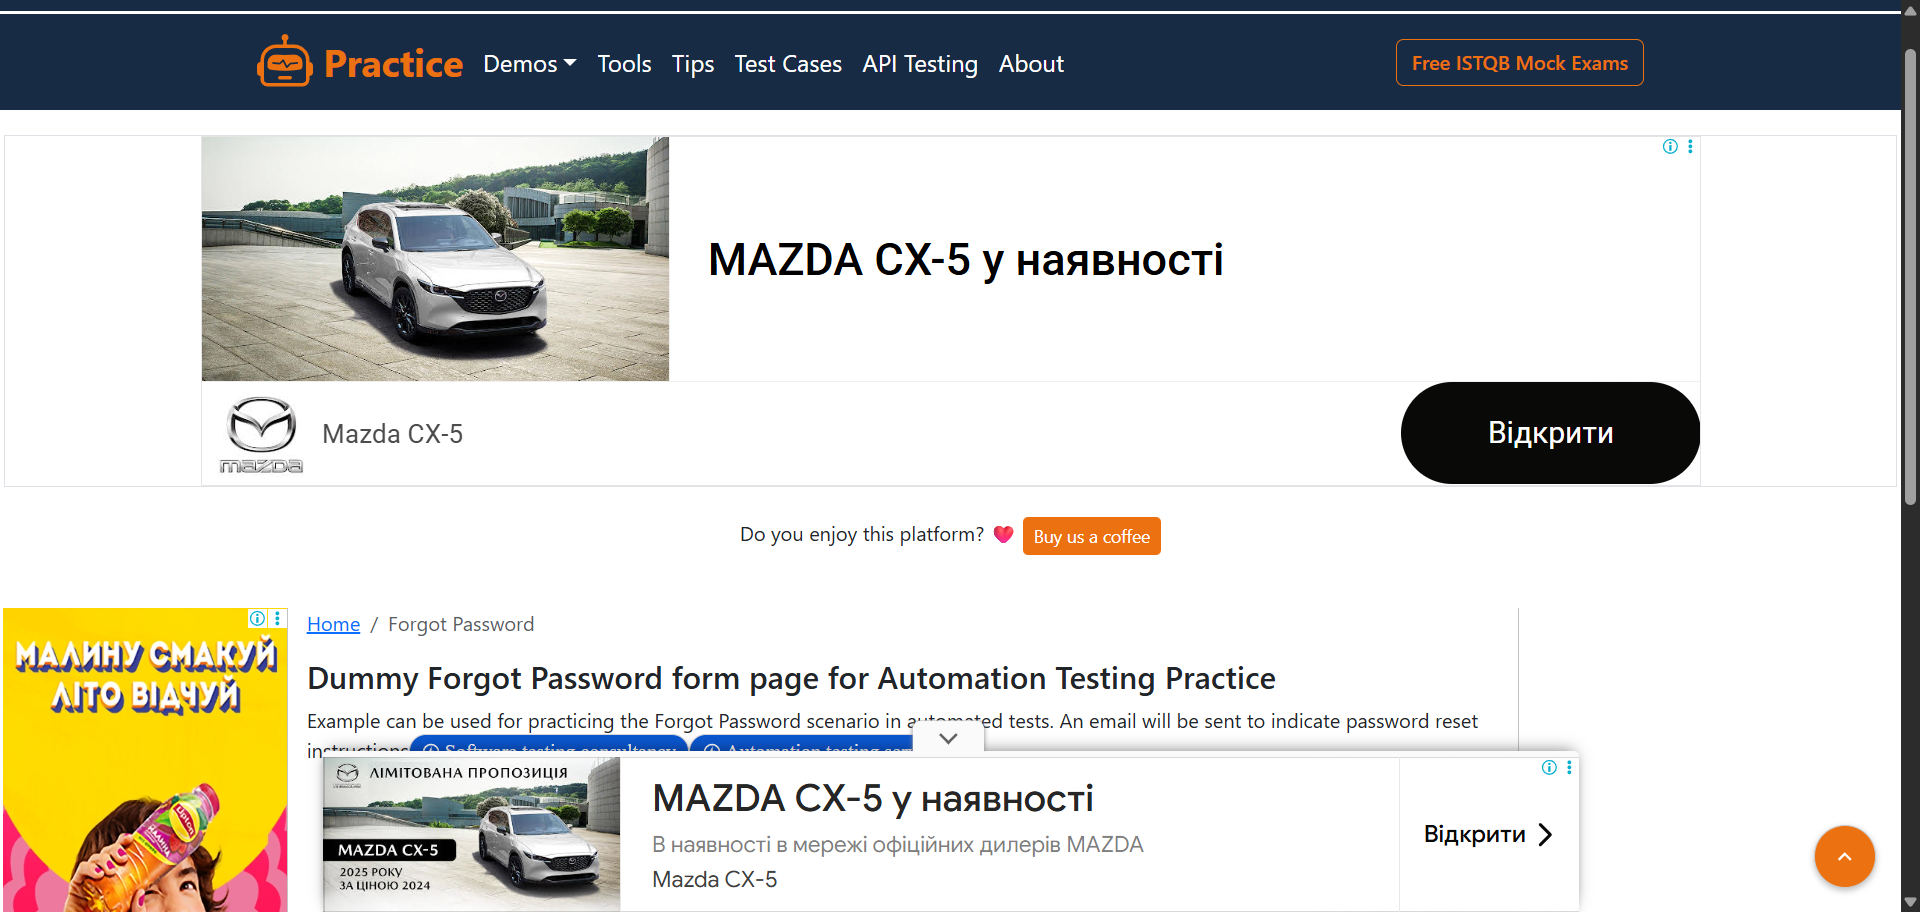 Practice Demos Tools Tips Test Cases API Testing About Free ISTQB Mock Exams
MAZDA CX-5 у наявності
mazda
Mazda CX-5
Відкрити
Do you enjoy this platform? Buy us a coffee
МАЛИНУ СМАКУЙ
ЛІТО ВІДЧУЙ
Lipton
Home / Forgot Password
Dummy Forgot Password form page for Automation Testing Practice
Example can be used for practicing the Forgot Password scenario in automated tests. An email will be sent to indicate password reset
instructions Software testing consultancy Automation testing
ЛІМІТОВАНА ПРОПОЗИЦІЯ
MAZDA CX-5
2025 РОКУ
ЗА ЦІНОЮ 2024
MAZDA CX-5 у наявності
В наявності в мережі офіційних дилерів MAZDA
Mazda CX-5
Відкрити